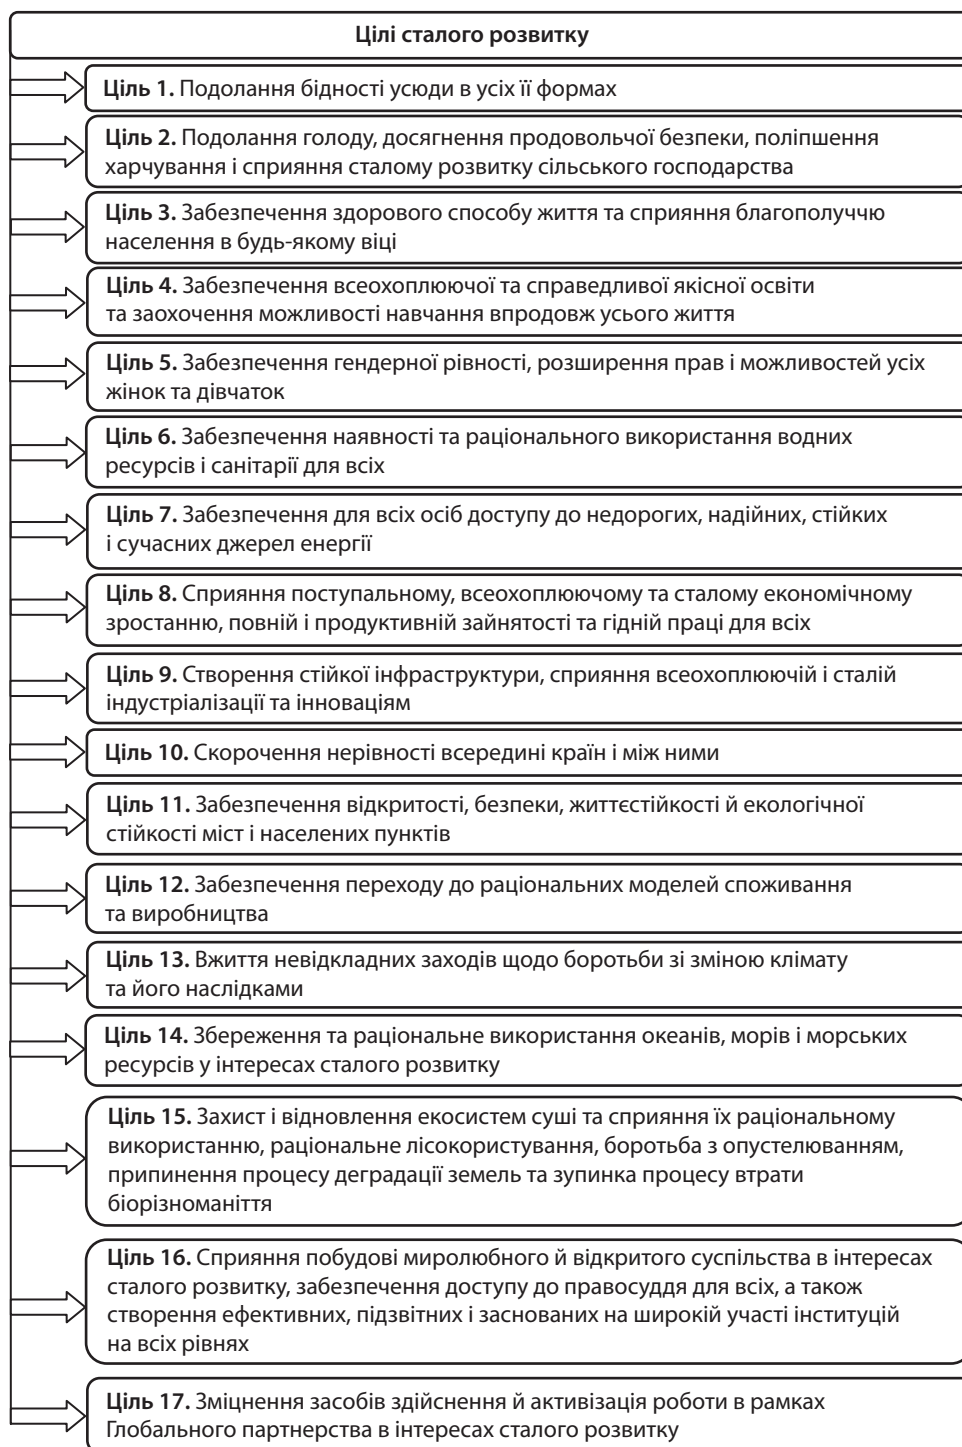 Цілі сталого розвитку
Ціль 1. Подолання бідності усюди в усіх її формах
Ціль 2. Подолання голоду, досягнення продовольчої безпеки, поліпшення
харчування і сприяння сталому розвитку сільського господарства
Ціль 3. Забезпечення здорового способу життя та сприяння благополуччю
населення в будь-якому віці
Ціль 4. Забезпечення всеохоплюючої та справедливої якісної освіти
та заохочення можливості навчання впродовж усього життя
Ціль 5. Забезпечення гендерної рівності, розширення прав і можливостей усіх
жінок та дівчаток
Ціль 6. Забезпечення наявності та раціонального використання водних
ресурсів і санітарії для всіх
Ціль 7. Забезпечення для всіх осіб доступу до недорогих, надійних, стійких
і сучасних джерел енергії
Ціль 8. Сприяння поступальному, всеохоплюючому та сталому економічному
зростанню, повній і продуктивній зайнятості та гідній праці для всіх
Ціль 9. Створення стійкої інфраструктури, сприяння всеохоплюючій і сталій
індустріалізації та інноваціям
Ціль 10. Скорочення нерівності всередині країн і між ними
Ціль 11. Забезпечення відкритості, безпеки, життєстійкості й екологічної
стійкості міст і населених пунктів
Ціль 12. Забезпечення переходу до раціональних моделей споживання
та виробництва
Ціль 13. Вжиття невідкладних заходів щодо боротьби зі зміною клімату
та його наслідками
Ціль 14. Збереження та раціональне використання океанів, морів і морських
ресурсів у інтересах сталого розвитку
Ціль 15. Захист і відновлення екосистем суші та сприяння їх раціональному
використанню, раціональне лісокористування, боротьба з опустелюванням,
припинення процесу деградації земель та зупинка процесу втрати
біорізноманіття
Ціль 16. Сприяння побудові миролюбного й відкритого суспільства в інтересах
сталого розвитку, забезпечення доступу до правосуддя для всіх, а також
створення ефективних, підзвітних і заснованих на широкій участі інституцій
на всіх рівнях
Ціль 17. Зміцнення засобів здійснення й активізація роботи в рамках
Глобального партнерства в інтересах сталого розвитку